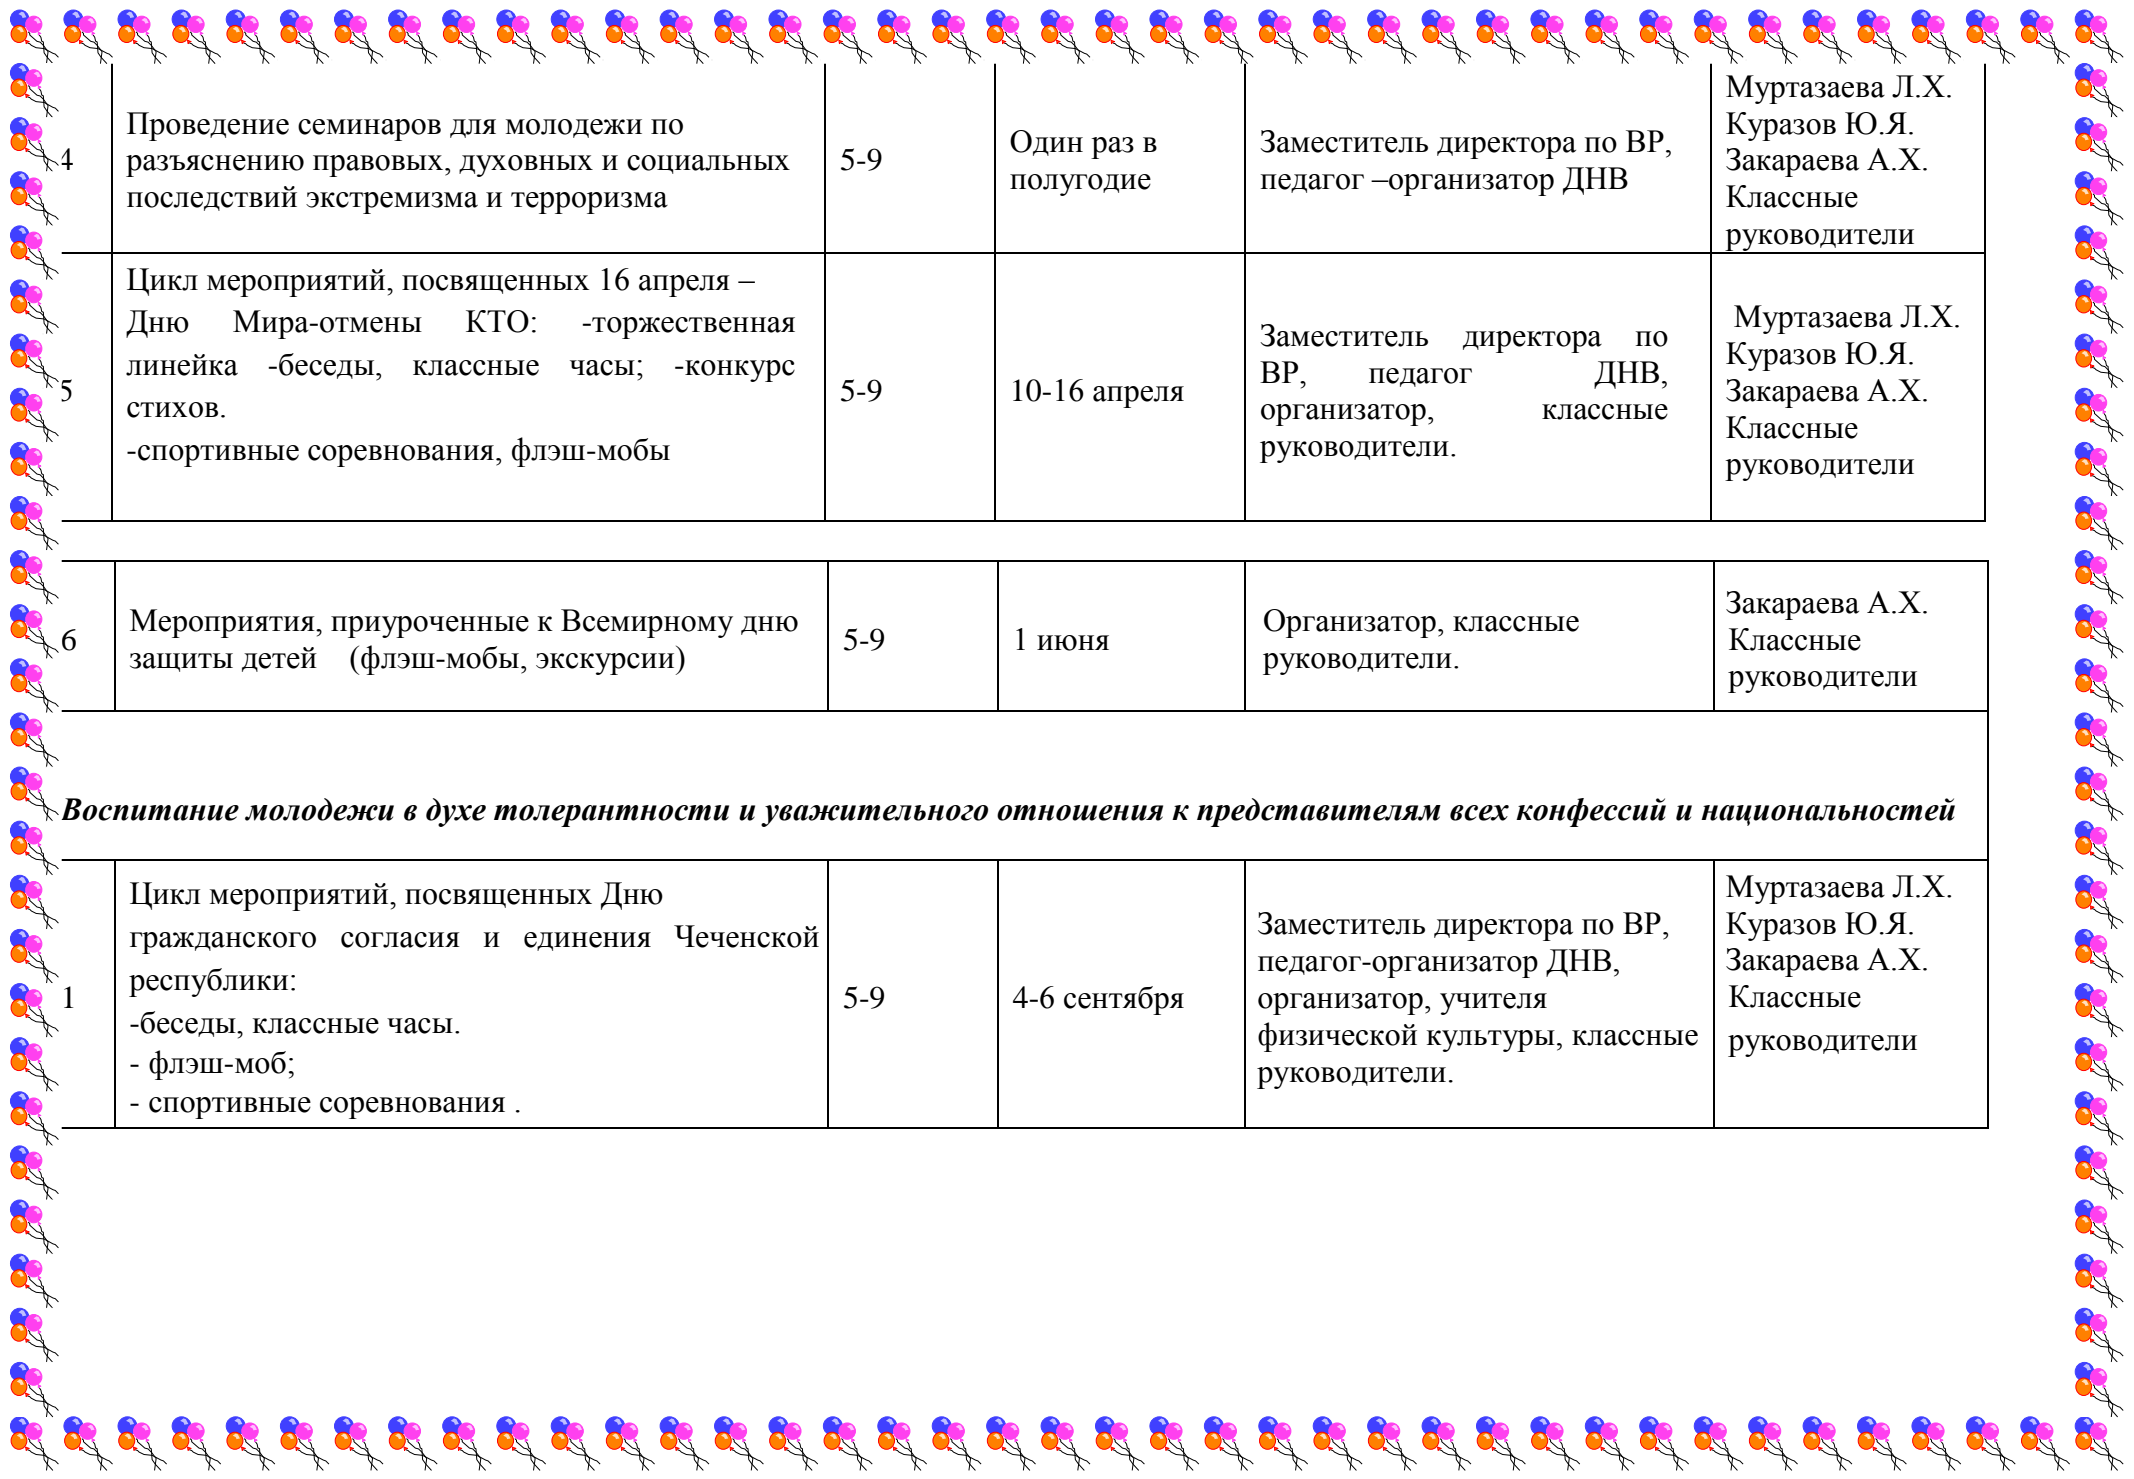 4
Проведение семинаров для молодежи по
разъяснению правовых, духовных и социальных
последствий экстремизма и терроризма
5-9
Один раз в
полугодие
Заместитель директора по ВР,
педагог –организатор ДНВ
Муртазаева Л.Х.
Куразов Ю.Я.
Закараева А.Х.
Классные
руководители
5
Цикл мероприятий, посвященных 16 апреля –
Дню Мира-отмены КТО: -торжественная
линейка -беседы, классные часы; -конкурс
стихов.
-спортивные соревнования, флэш-мобы
5-9
10-16 апреля
Заместитель директора по
ВР, педагог ДНВ,
организатор, классные
руководители.
Муртазаева Л.Х.
Куразов Ю.Я.
Закараева А.Х.
Классные
руководители
6
Мероприятия, приуроченные к Всемирному дню
защиты детей (флэш-мобы, экскурсии)
5-9
1 июня
Организатор, классные
руководители.
Закараева А.Х.
Классные
руководители
Воспитание молодежи в духе толерантности и уважительного отношения к представителям всех конфессий и национальностей
1
Цикл мероприятий, посвященных Дню
гражданского согласия и единения Чеченской
республики:
-беседы, классные часы.
- флэш-моб;
- спортивные соревнования .
5-9
4-6 сентября
Заместитель директора по ВР,
педагог-организатор ДНВ,
организатор, учителя
физической культуры, классные
руководители.
Муртазаева Л.Х.
Куразов Ю.Я.
Закараева А.Х.
Классные
руководители